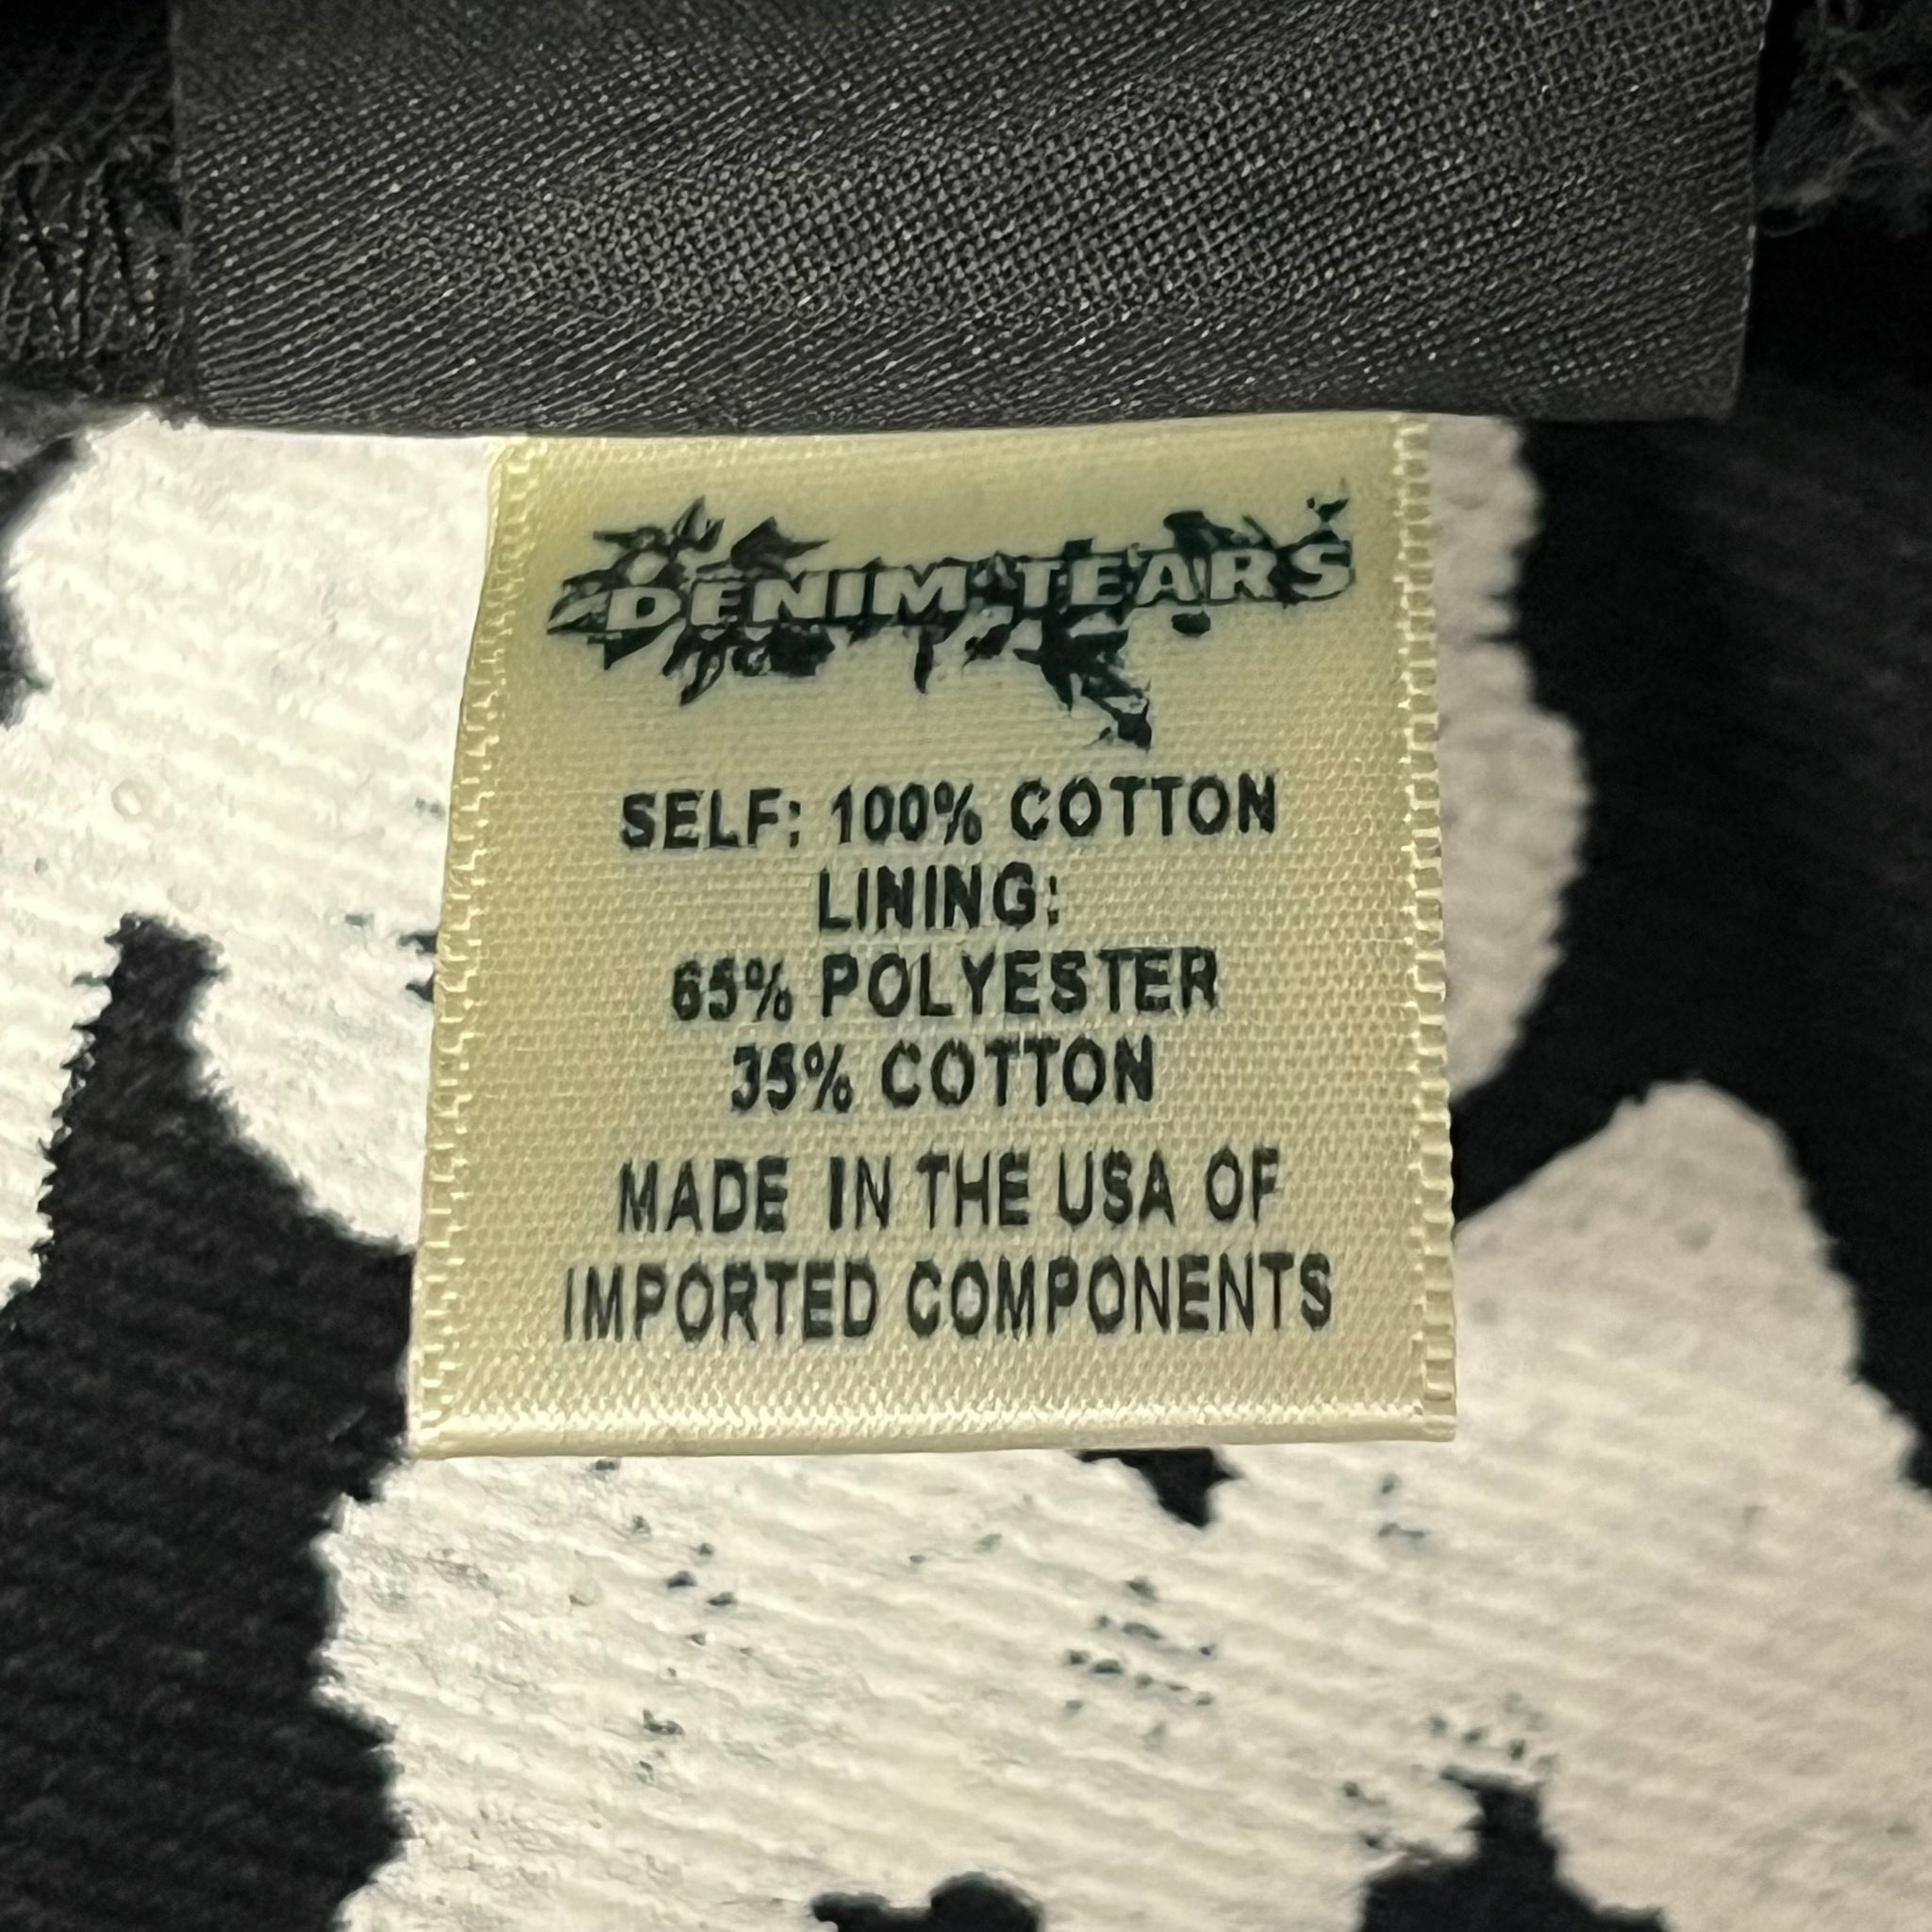 DENIM TEARS
SELF: 100% COTTON
LINING:
65% POLYESTER
35% COTTON
MADE IN THE USA OF
IMPORTED COMPONENTS